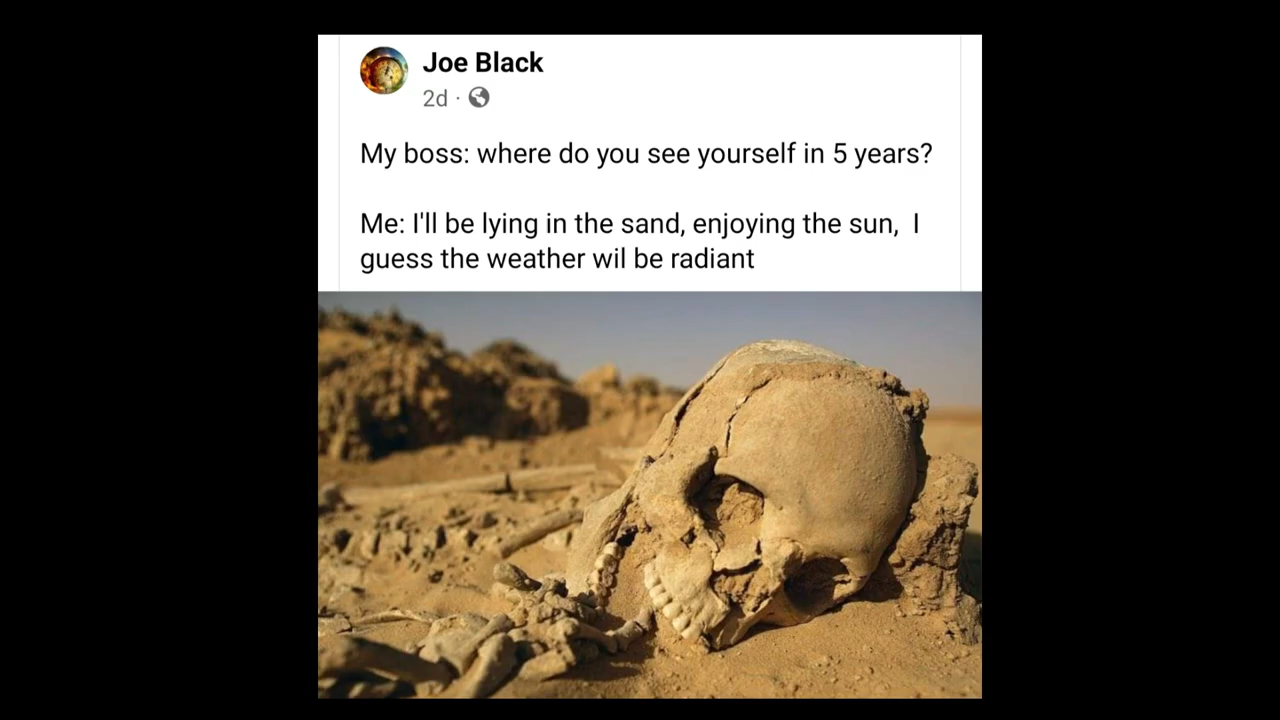 Joe Black
2d ·
My boss: where do you see yourself in 5 years?
Me: I'll be lying in the sand, enjoying the sun,  I
guess the weather wil be radiant